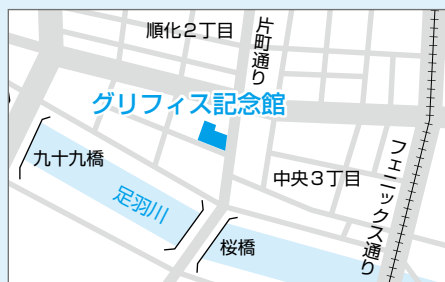 順化2丁目
片町通り
グリフィス記念館
九十九橋
中央3丁目
フェニックス通り
足羽川
桜橋